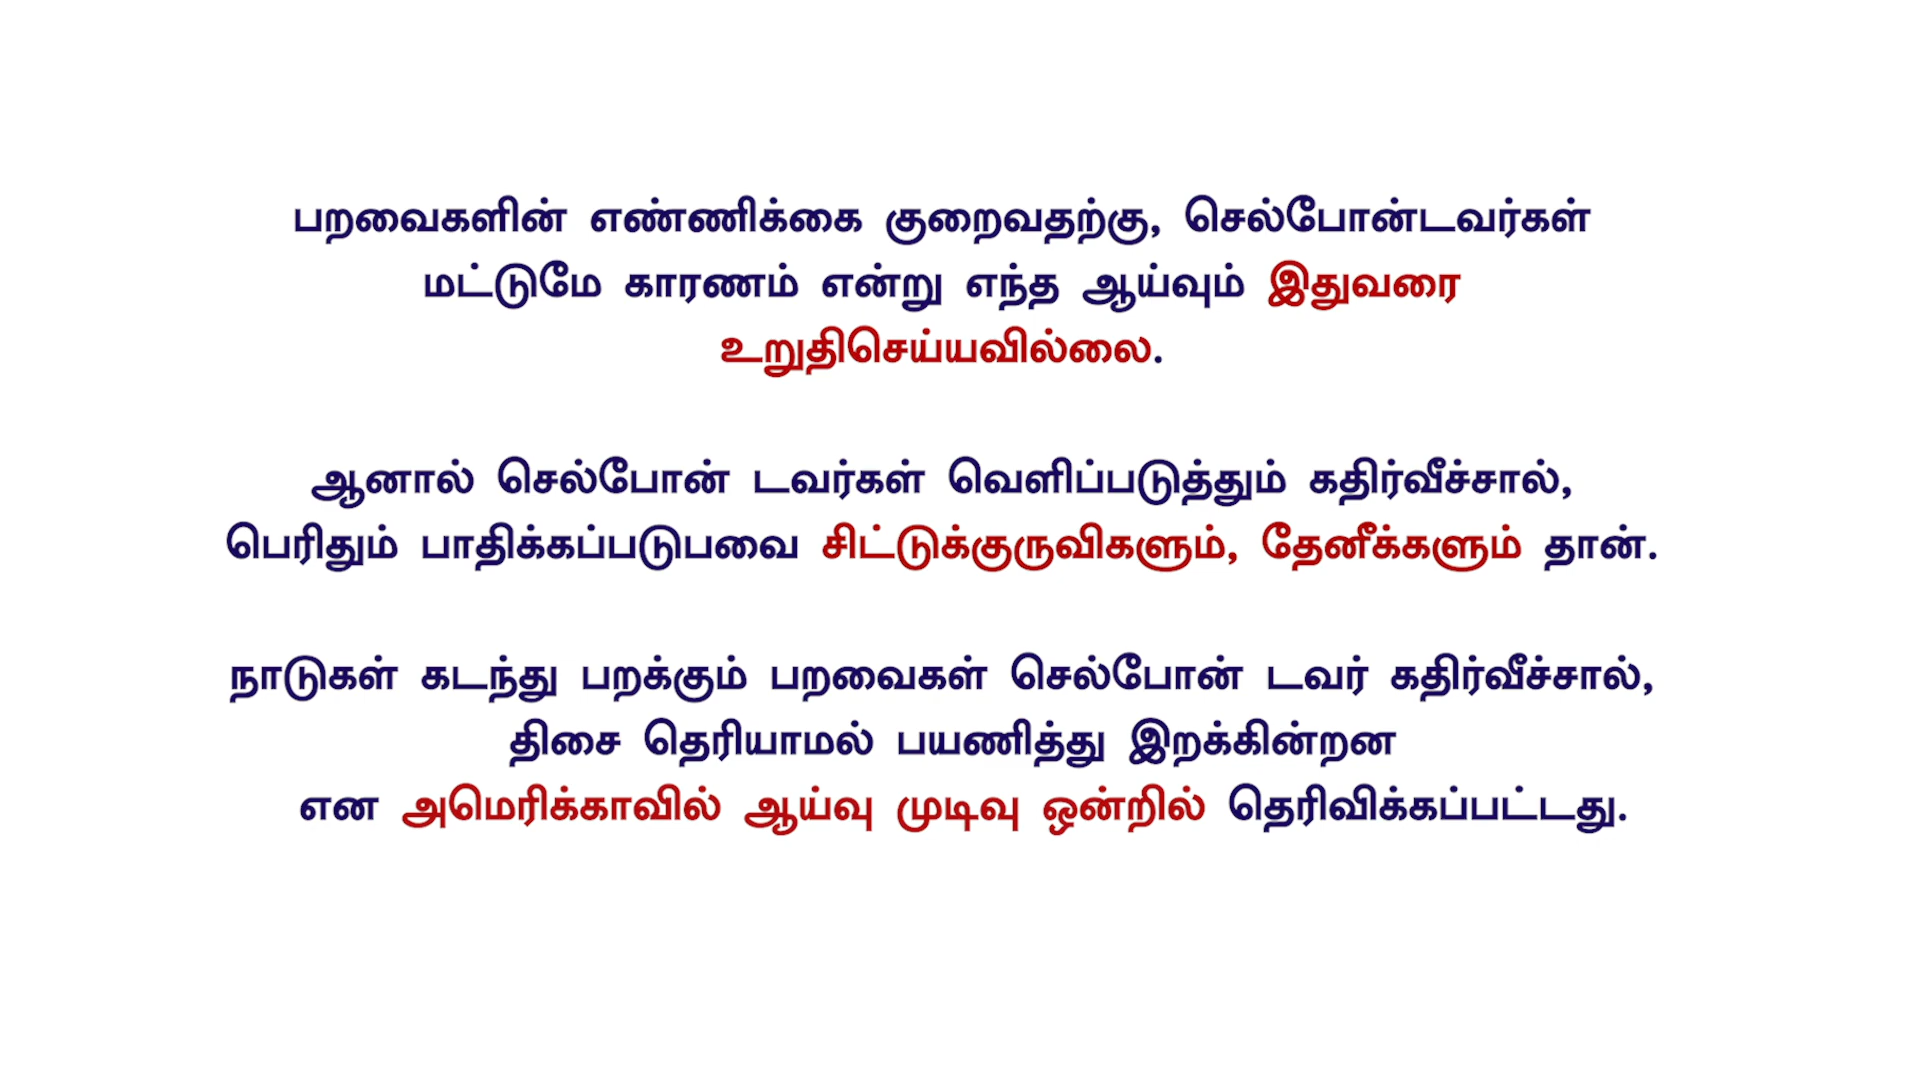 பறவைகளின் எண்ணிக்கை குறைவதற்கு, செல்போன்டவர்கள்
மட்டுமே காரணம் என்று எந்த ஆய்வும் இதுவரை
உறுதிசெய்யவில்லை.
ஆனால் செல்போன் டவர்கள் வெளிப்படுத்தும் கதிர்வீச்சால்,
பெரிதும் பாதிக்கப்படுபவை சிட்டுக்குருவிகளும், தேனீக்களும் தான்.
நாடுகள் கடந்து பறக்கும் பறவைகள் செல்போன் டவர் கதிர்வீச்சால்,
திசை தெரியாமல் பயணித்து இறக்கின்றன
என அமெரிக்காவில் ஆய்வு முடிவு ஒன்றில் தெரிவிக்கப்பட்டது.